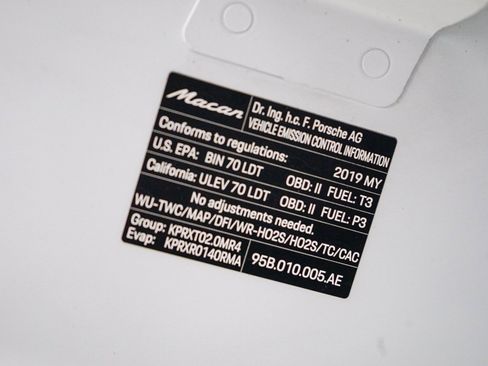 Macan
Dr. Ing. h.c. F. Porsche AG
VEHICLE EMISSION CONTROL INFORMATION
Conforms to regulations: 2019 MY
U.S. EPA: BIN 70 LDT OBD: II FUEL: T3
California: ULEV 70 LDT OBD: II FUEL: P3
No adjustments needed.
WU-TWC/MAP/DFI/WR-HO2S/HO2S/TC/CAC
Group: KPRXT02.0MR4
Evap: KPRXR0140RMA
95B.010.005.AE